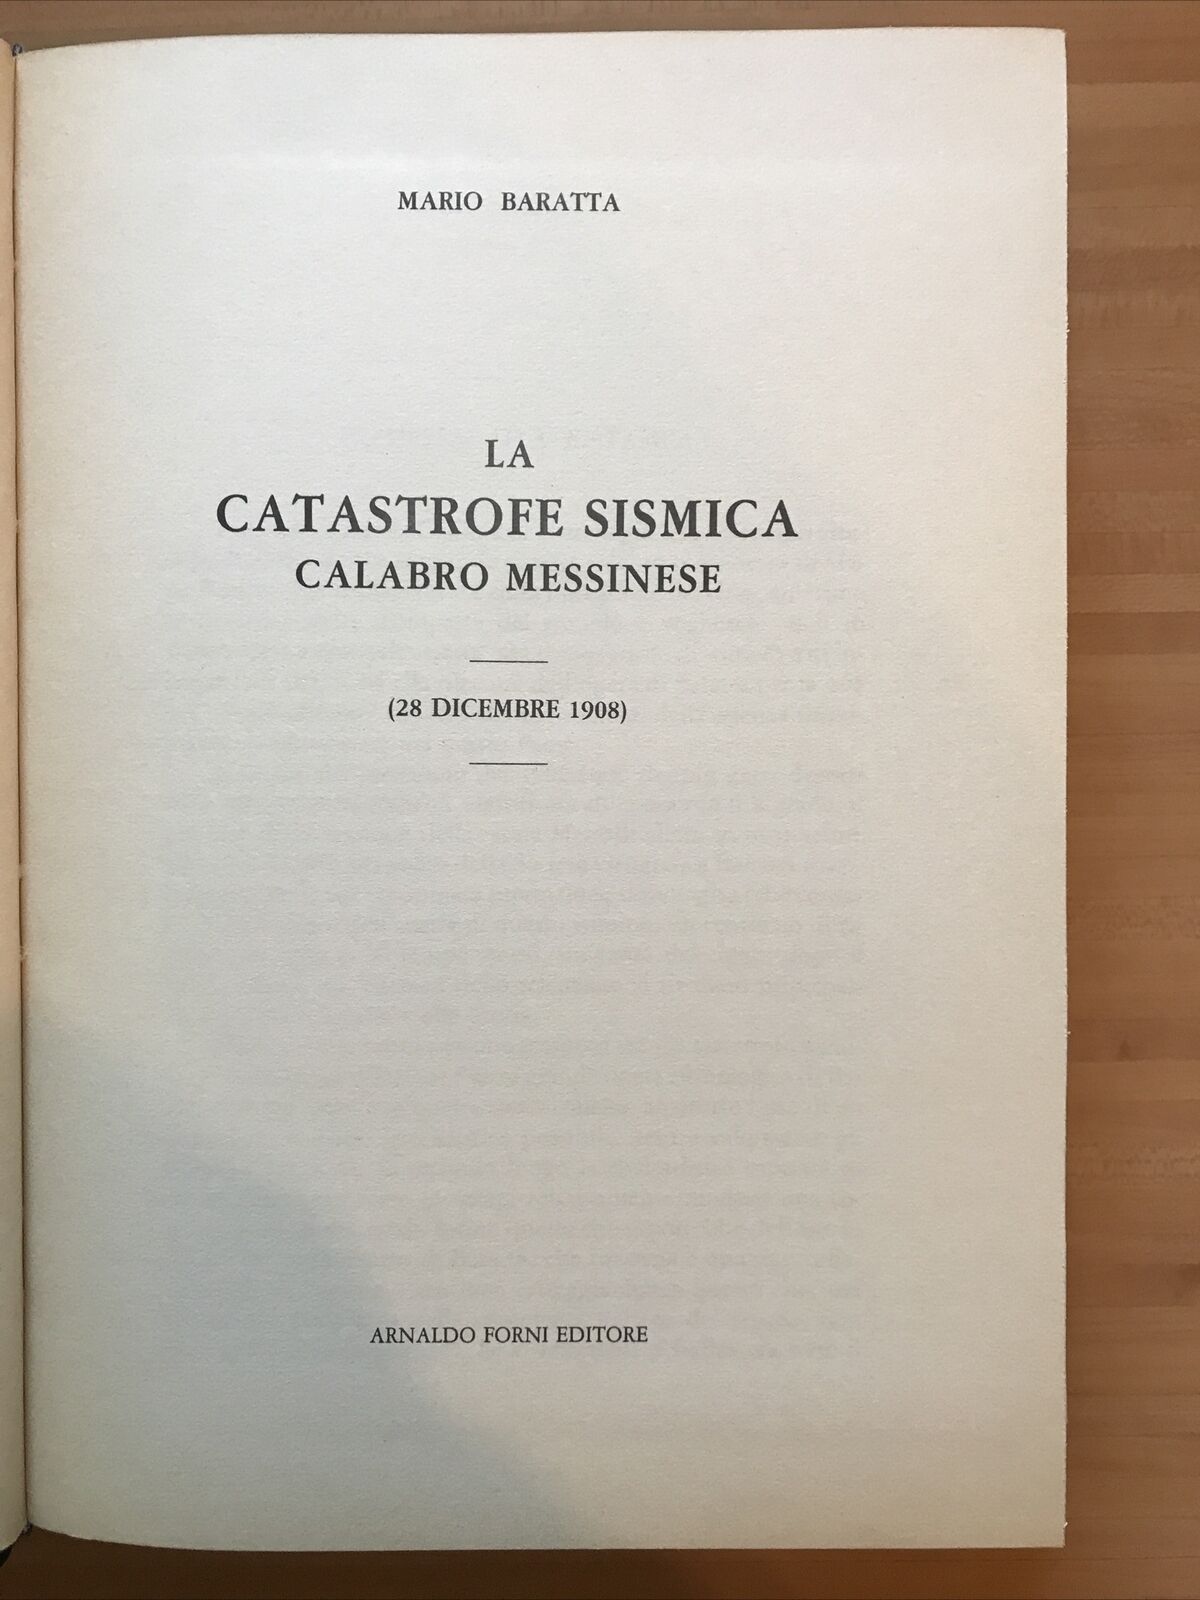 MARIO BARATTA
LA
CATASTROFE SISMICA
CALABRO MESSINESE
(28 DICEMBRE 1908)
ARNALDO FORNI EDITORE